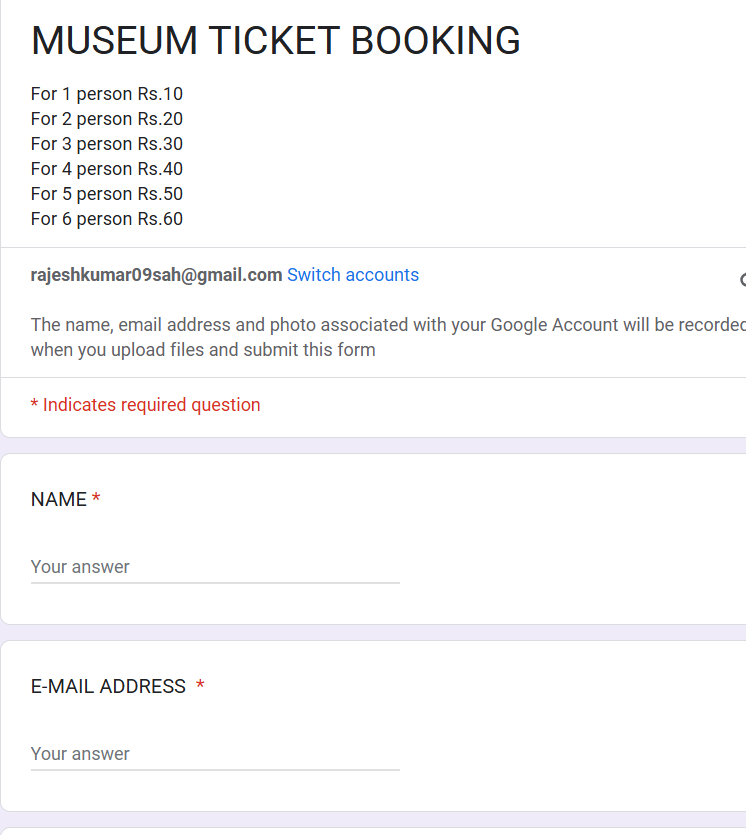 MUSEUM TICKET BOOKING
For 1 person Rs.10
For 2 person Rs.20
For 3 person Rs.30
For 4 person Rs.40
For 5 person Rs.50
For 6 person Rs.60
rajeshkumar09sah@gmail.com Switch accounts
The name, email address and photo associated with your Google Account will be recorded
when you upload files and submit this form
* Indicates required question
NAME *
Your answer
E-MAIL ADDRESS *
Your answer